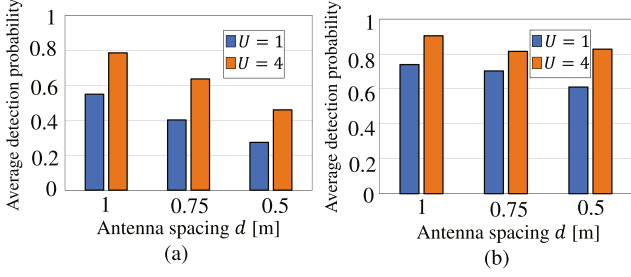 Average detection probability
1
0.8
0.6
0.4
0.2
0
U = 1
U = 4
1 0.75 0.5
Antenna spacing d [m]
(a)
Average detection probability
1
0.8
0.6
0.4
0.2
0
U = 1
U = 4
1 0.75 0.5
Antenna spacing d [m]
(b)